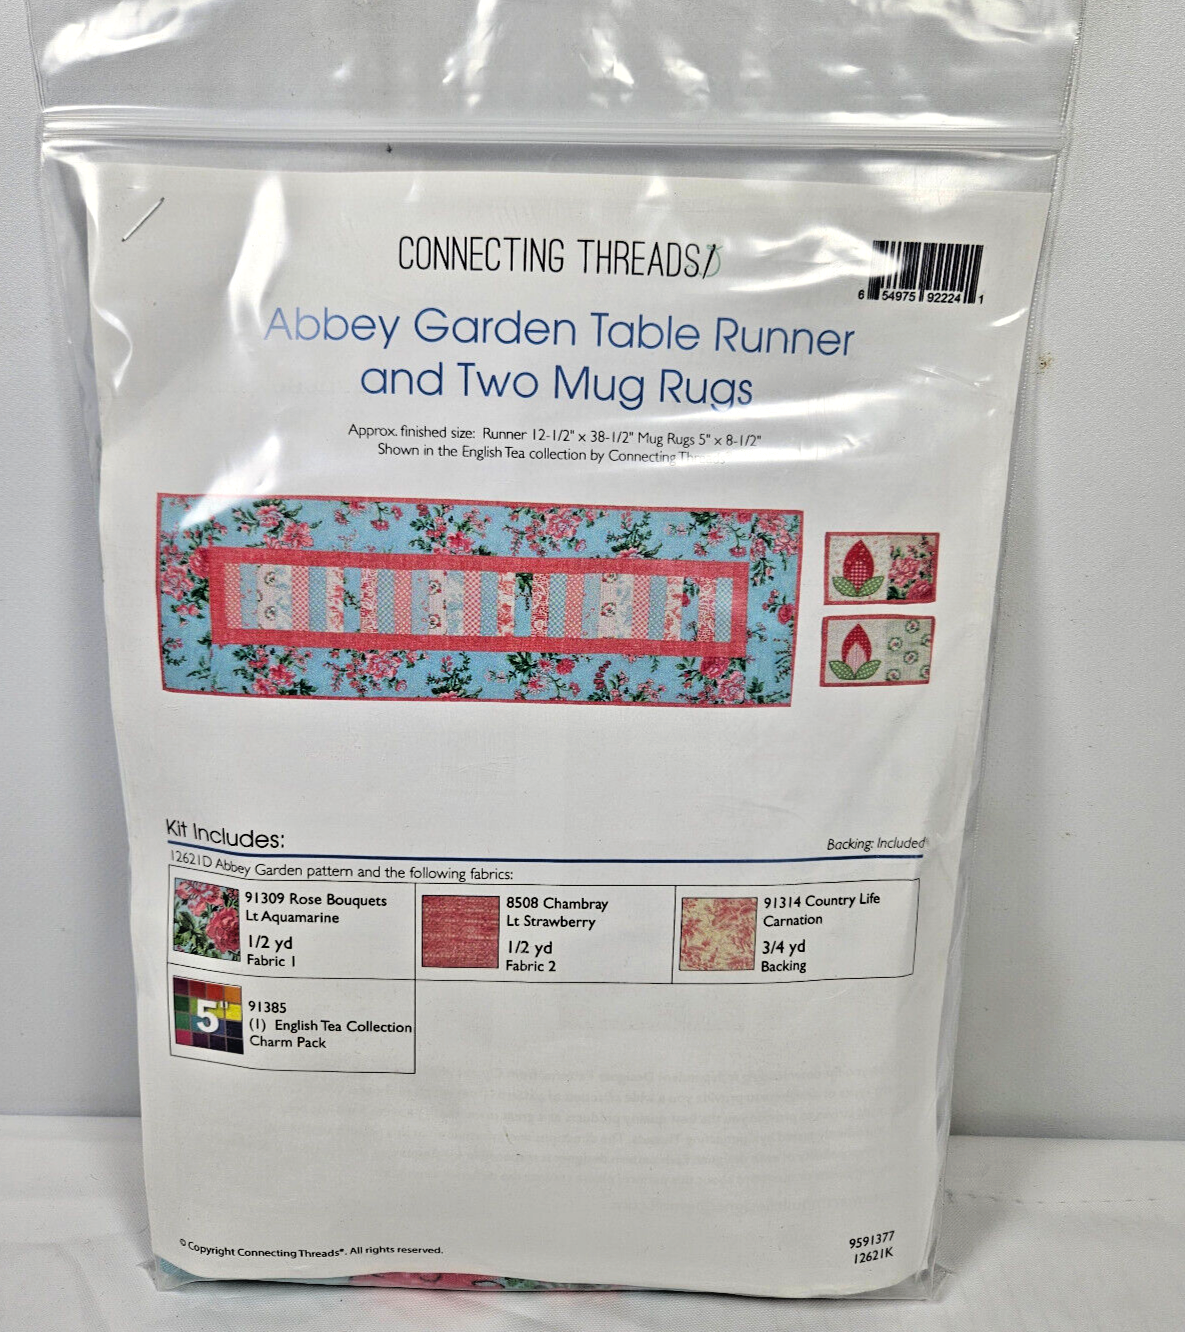 CONNECTING THREADS
6 54975 92224 1
Abbey Garden Table Runner
and Two Mug Rugs
Approx. finished size: Runner 12-1/2" x 38-1/2" Mug Rugs 5" x 8-1/2"
Shown in the English Tea collection by Connecting
Kit Includes:
Backing: Included
12621D Abbey Garden pattern and the following fabrics:
91309 Rose Bouquets
Lt Aquamarine
1/2 yd
Fabric 1
8508 Chambray
Lt Strawberry
1/2 yd
Fabric 2
91314 Country Life
Carnation
3/4 yd
Backing
5"
91385
(1) English Tea Collection
Charm Pack
© Copyright Connecting Threads®. All rights reserved.
9591377
12621K